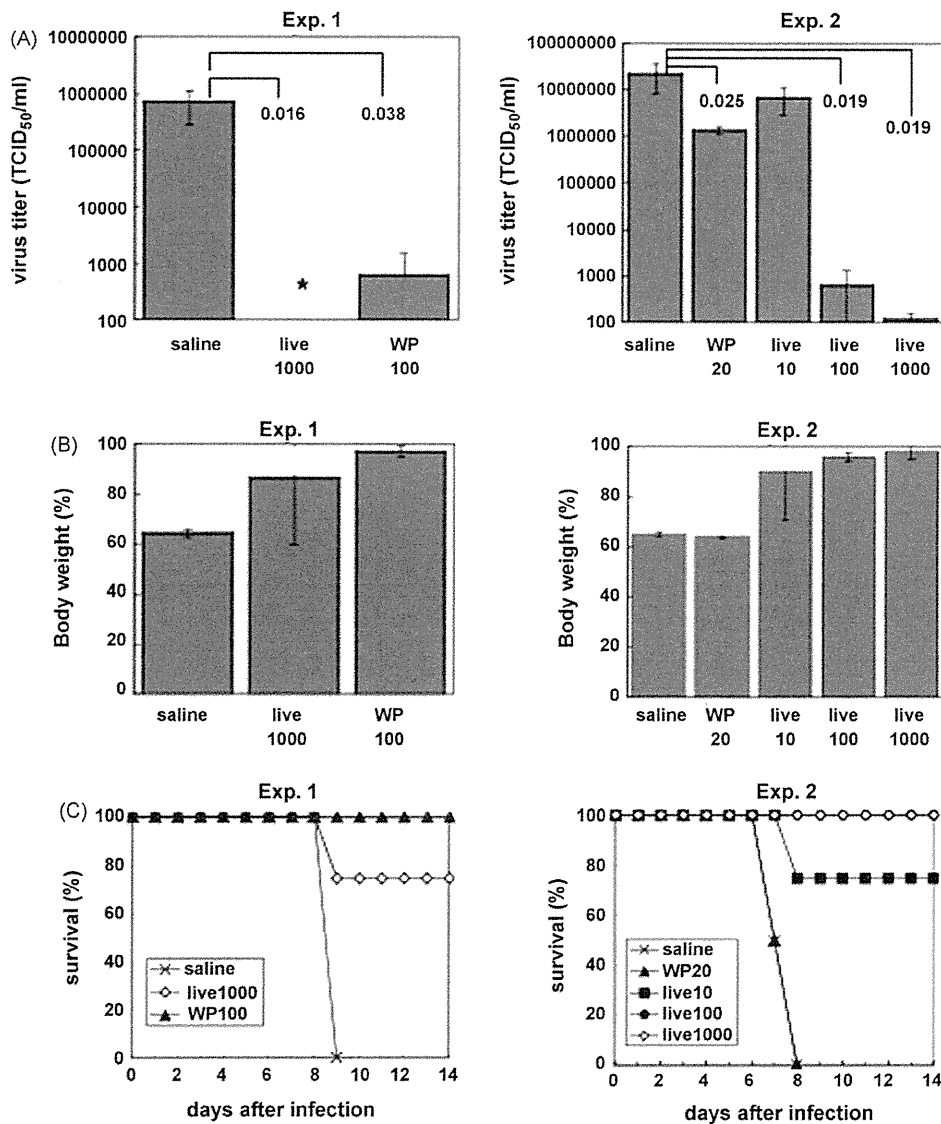 (A)
Exp. 1
virus titer (TCID50/ml)
10000000
1000000
100000
10000
1000
100
0.016
0.038
*
saline
live
1000
WP
100
Exp. 2
virus titer (TCID50/ml)
100000000
10000000
1000000
100000
10000
1000
100
0.025
0.019
0.019
saline
WP
20
live
10
live
100
live
1000
(B)
Exp. 1
Body weight (%)
100
80
60
40
20
0
saline
live
1000
WP
100
Exp. 2
Body weight (%)
100
80
60
40
20
0
saline
WP
20
live
10
live
100
live
1000
(C)
Exp. 1
survival (%)
100
80
60
40
20
0
saline
live1000
WP100
0 2 4 6 8 10 12 14
days after infection
Exp. 2
survival (%)
100
80
60
40
20
0
saline
WP20
live10
live100
live1000
0 2 4 6 8 10 12 14
days after infection